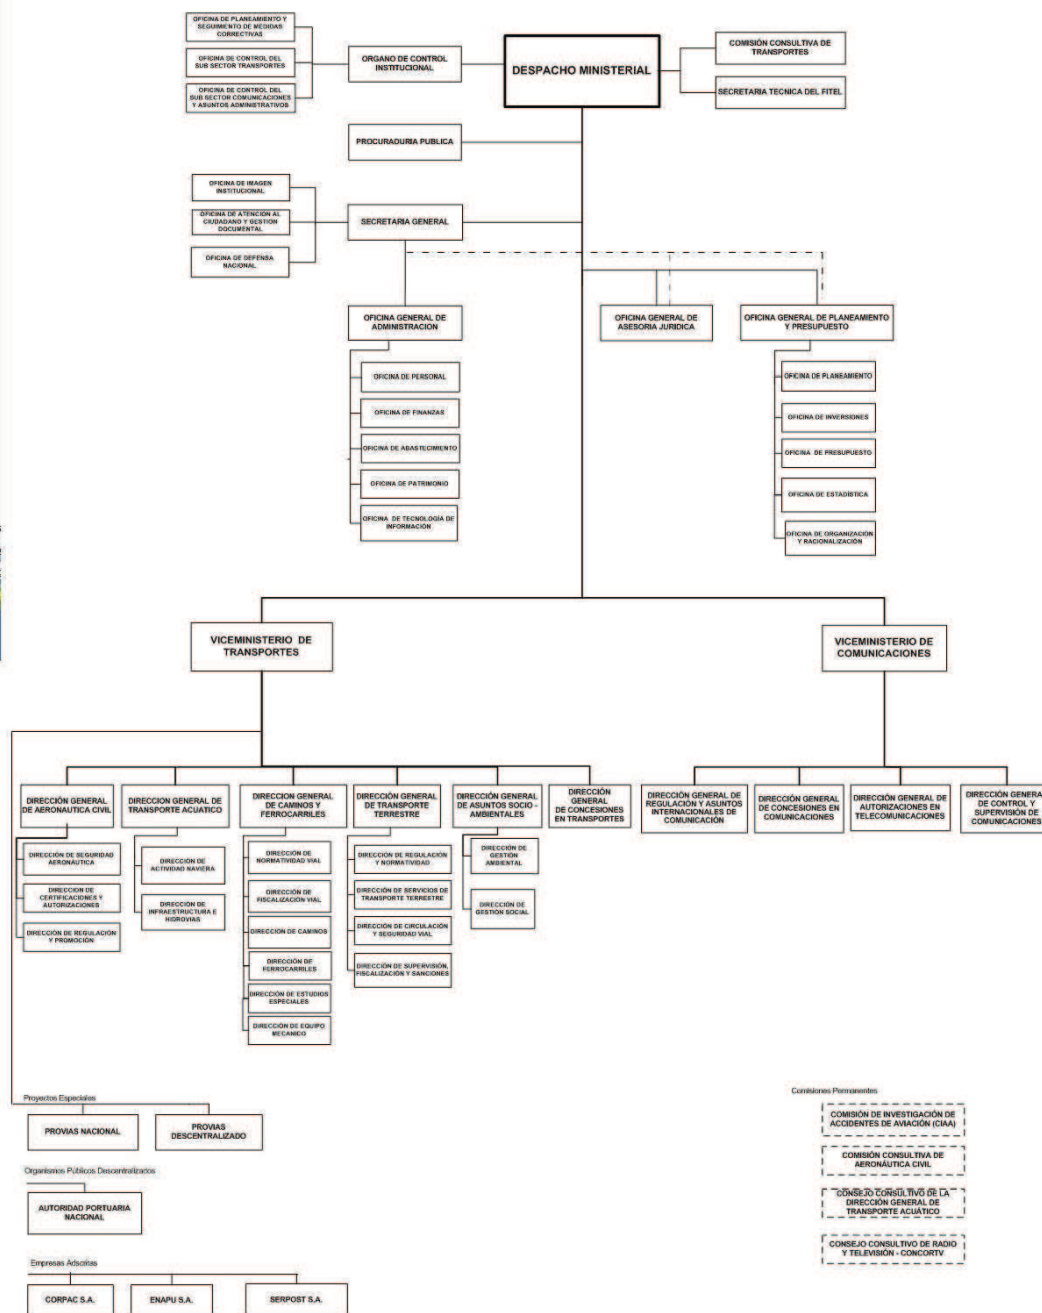 OFICINA DE PLANEAMIENTO Y
SEGUIMIENTO DE MEDIDAS
CORRECTIVAS
OFICINA DE CONTROL DEL
SUB SECTOR TRANSPORTES
OFICINA DE CONTROL DEL
SUB SECTOR COMUNICACIONES
Y ASUNTOS ADMINISTRATIVOS
ORGANO DE CONTROL
INSTITUCIONAL
DESPACHO MINISTERIAL
COMISIÓN CONSULTIVA DE
TRANSPORTES
SECRETARIA TECNICA DEL FITEL
PROCURADURIA PUBLICA
OFICINA DE IMAGEN
INSTITUCIONAL
OFICINA DE ATENCION AL
CIUDADANO Y GESTIÓN
DOCUMENTAL
OFICINA DE DEFENSA
NACIONAL
SECRETARIA GENERAL
OFICINA GENERAL DE
ADMINISTRACION
OFICINA GENERAL DE
ASESORIA JURIDICA
OFICINA GENERAL DE PLANEAMIENTO
Y PRESUPUESTO
OFICINA DE PERSONAL
OFICINA DE FINANZAS
OFICINA DE ABASTECIMIENTO
OFICINA DE PATRIMONIO
OFICINA DE TECNOLOGÍA DE
INFORMACIÓN
OFICINA DE PLANEAMIENTO
OFICINA DE INVERSIONES
OFICINA DE PRESUPUESTO
OFICINA DE ESTADÍSTICA
OFICINA DE ORGANIZACIÓN
Y RACIONALIZACIÓN
VICEMINISTERIO DE
TRANSPORTES
VICEMINISTERIO DE
COMUNICACIONES
DIRECCIÓN GENERAL
DE AERONAUTICA CIVIL
DIRECCION GENERAL DE
TRANSPORTE ACUATICO
DIRECCION GENERAL
DE CAMINOS Y
FERROCARRILES
DIRECCIÓN GENERAL
DE TRANSPORTE
TERRESTRE
DIRECCIÓN GENERAL
DE ASUNTOS SOCIO -
AMBIENTALES
DIRECCIÓN
GENERAL
DE CONCESIONES
EN TRANSPORTES
DIRECCIÓN GENERAL DE
REGULACIÓN Y ASUNTOS
INTERNACIONALES DE
COMUNICACIÓN
DIRECCIÓN GENERAL
DE CONCESIONES EN
COMUNICACIONES
DIRECCIÓN GENERAL DE
AUTORIZACIONES EN
TELECOMUNICACIONES
DIRECCIÓN GENERAL
DE CONTROL Y
SUPERVISIÓN DE
COMUNICACIONES
DIRECCIÓN DE SEGURIDAD
AERONÁUTICA
DIRECCION DE
CERTIFICACIONES Y
AUTORIZACIONES
DIRECCIÓN DE REGULACIÓN
Y PROMOCIÓN
DIRECCIÓN DE
ACTIVIDAD NAVIERA
DIRECCIÓN DE
INFRAESTRUCTURA E
HIDROVIAS
DIRECCIÓN DE
NORMATIVIDAD VIAL
DIRECCIÓN DE
FISCALIZACIÓN VIAL
DIRECCIÓN DE CAMINOS
DIRECCIÓN DE
FERROCARRILES
DIRECCIÓN DE ESTUDIOS
ESPECIALES
DIRECCIÓN DE EQUIPO
MECANICO
DIRECCIÓN DE REGULACIÓN
Y NORMATIVIDAD
DIRECCIÓN DE SERVICIOS DE
TRANSPORTE TERRESTRE
DIRECCIÓN DE CIRCULACIÓN
Y SEGURIDAD VIAL
DIRECCIÓN DE SUPERVISIÓN,
FISCALIZACIÓN Y SANCIONES
DIRECCIÓN DE
GESTIÓN
AMBIENTAL
DIRECCIÓN DE
GESTIÓN SOCIAL
Proyectos Especiales
PROVIAS NACIONAL
PROVIAS
DESCENTRALIZADO
Organismos Públicos Descentralizados
AUTORIDAD PORTUARIA
NACIONAL
Empresas Adscritas
CORPAC S.A.
ENAPU S.A.
SERPOST S.A.
Comisiones Permanentes
COMISIÓN DE INVESTIGACIÓN DE
ACCIDENTES DE AVIACIÓN (CIAA)
COMISIÓN CONSULTIVA DE
AERONÁUTICA CIVIL
CONSEJO CONSULTIVO DE LA
DIRECCIÓN GENERAL DE
TRANSPORTE ACUÁTICO
CONSEJO CONSULTIVO DE RADIO
Y TELEVISIÓN - CONCORTV